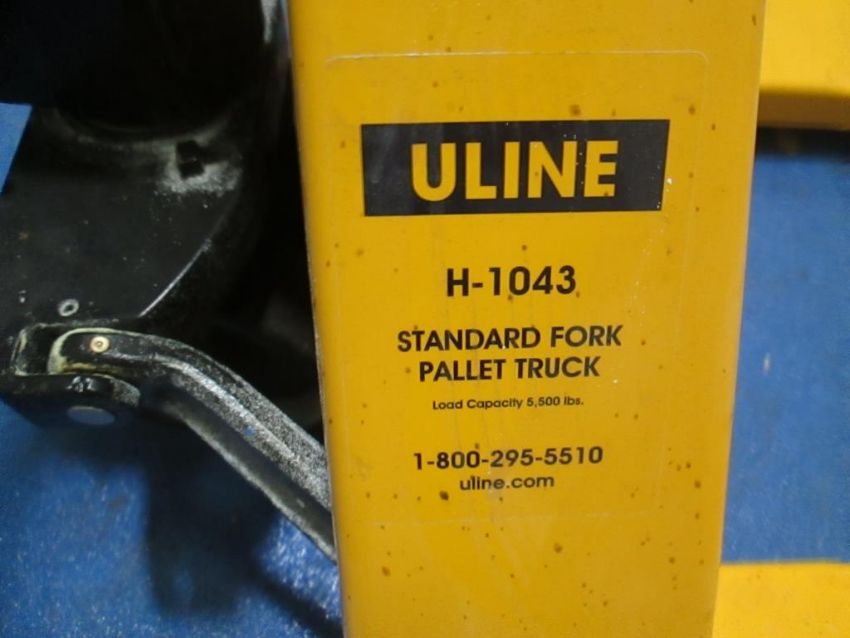 ULINE
H-1043
STANDARD FORK
PALLET TRUCK
Load Capacity 5,500 lbs.
1-800-295-5510
uline.com